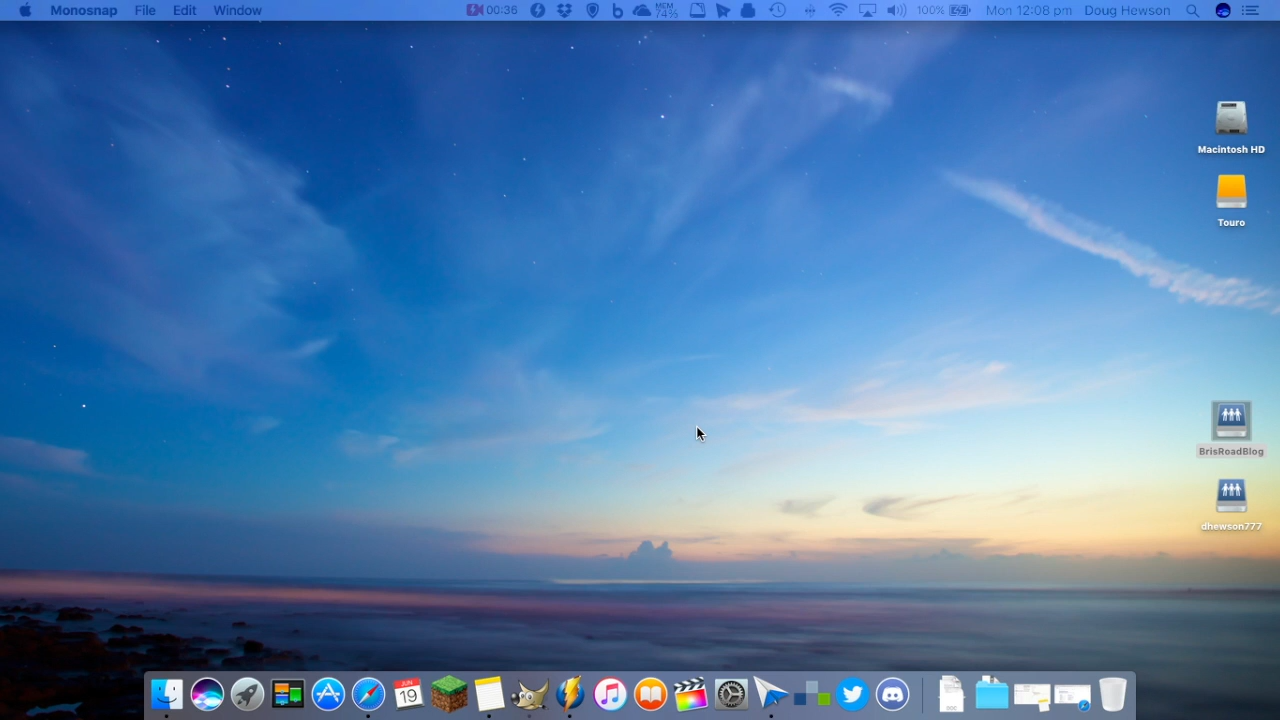 Monosnap File Edit Window 00:36 MEM 74% 100% Mon 12:08 pm Doug Hewson
Macintosh HD
Touro
BrisRoadBlog
dhewson777
JUN
19
DOC